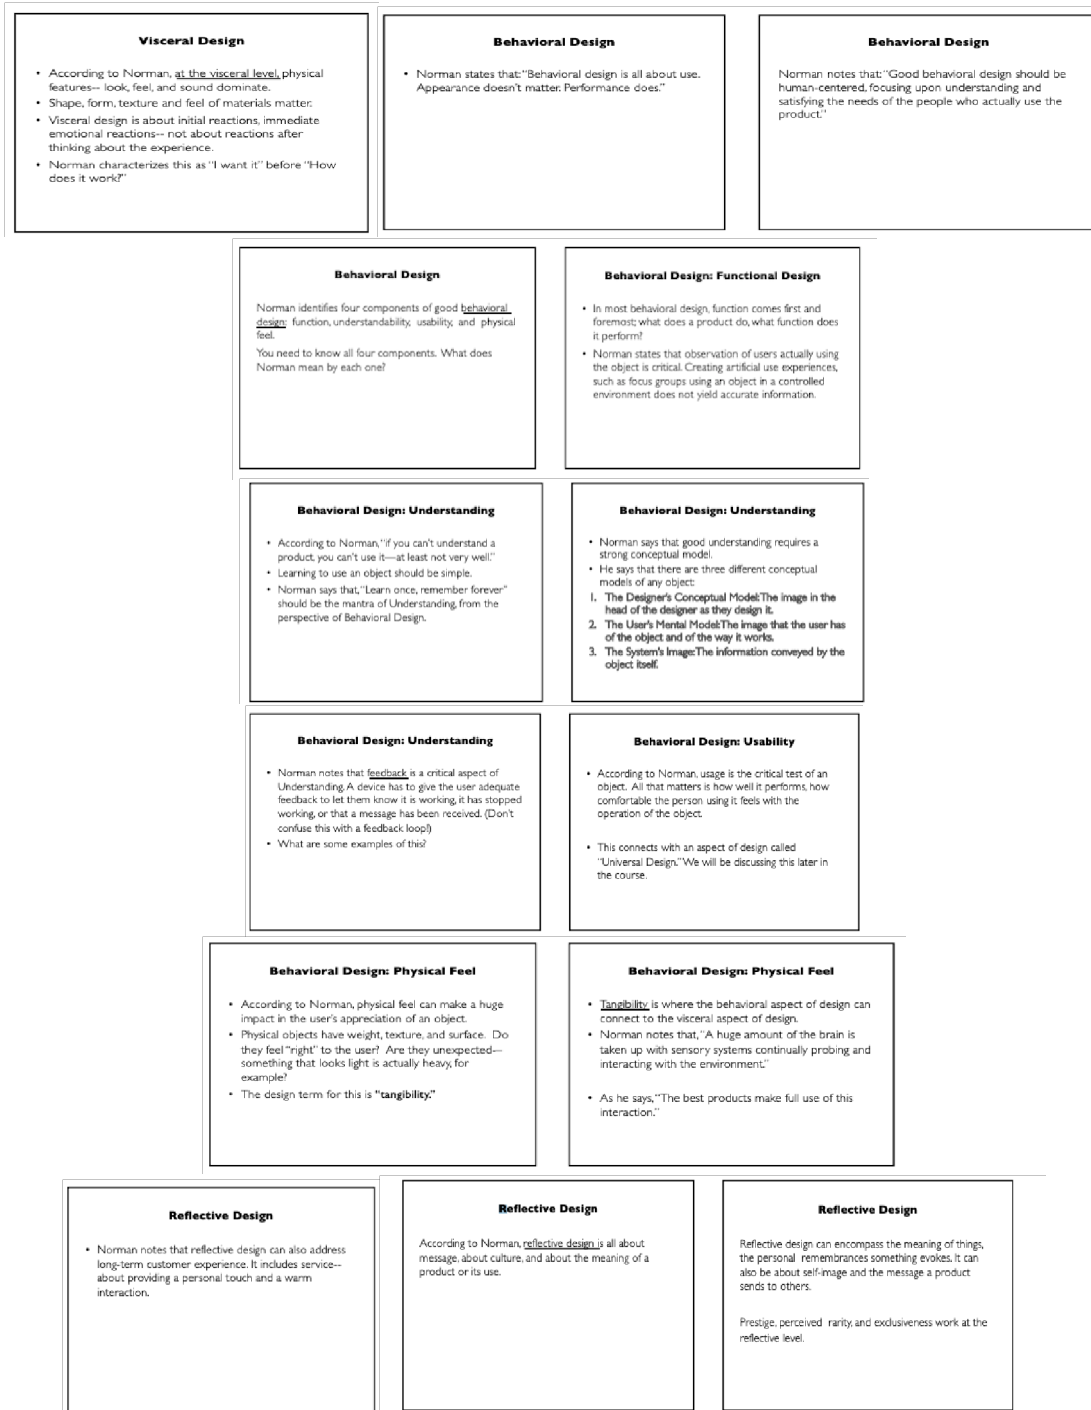 Visceral Design
• According to Norman, at the visceral level, physical
features-- look, feel, and sound dominate.
• Shape, form, texture and feel of materials matter.
• Visceral design is about initial reactions, immediate
emotional reactions-- not about reactions after
thinking about the experience.
• Norman characterizes this as "I want it" before "How
does it work?"
Behavioral Design
• Norman states that: "Behavioral design is all about use.
Appearance doesn't matter. Performance does."
Behavioral Design
Norman notes that: "Good behavioral design should be
human-centered, focusing upon understanding and
satisfying the needs of the people who actually use the
product."
Behavioral Design
Norman identifies four components of good behavioral
design: function, understandability, usability, and physical
feel.
You need to know all four components. What does
Norman mean by each one?
Behavioral Design: Functional Design
• In most behavioral design, function comes first and
foremost; what does a product do, what function does
it perform?
• Norman states that observation of users actually using
the object is critical. Creating artificial use experiences,
such as focus groups using an object in a controlled
environment does not yield accurate information.
Behavioral Design: Understanding
• According to Norman, "if you can't understand a
product, you can't use it—at least not very well."
• Learning to use an object should be simple.
• Norman says that, "Learn once, remember forever"
should be the mantra of Understanding, from the
perspective of Behavioral Design.
Behavioral Design: Understanding
• Norman says that good understanding requires a
strong conceptual model.
• He says that there are three different conceptual
models of any object:
1. The Designer's Conceptual Model: The image in the
head of the designer as they design it.
2. The User's Mental Model: The image that the user has
of the object and of the way it works.
3. The System's Image: The information conveyed by the
object itself.
Behavioral Design: Understanding
• Norman notes that feedback is a critical aspect of
Understanding. A device has to give the user adequate
feedback to let them know it is working, it has stopped
working, or that a message has been received. (Don't
confuse this with a feedback loop!)
• What are some examples of this?
Behavioral Design: Usability
• According to Norman, usage is the critical test of an
object. All that matters is how well it performs, how
comfortable the person using it feels with the
operation of the object.
• This connects with an aspect of design called
"Universal Design." We will be discussing this later in
the course.
Behavioral Design: Physical Feel
• According to Norman, physical feel can make a huge
impact in the user's appreciation of an object.
• Physical objects have weight, texture, and surface. Do
they feel "right" to the user? Are they unexpected—
something that looks light is actually heavy, for
example?
• The design term for this is "tangibility."
Behavioral Design: Physical Feel
• Tangibility is where the behavioral aspect of design can
connect to the visceral aspect of design.
• Norman notes that, "A huge amount of the brain is
taken up with sensory systems continually probing and
interacting with the environment."
• As he says, "The best products make full use of this
interaction."
Reflective Design
• Norman notes that reflective design can also address
long-term customer experience. It includes service--
about providing a personal touch and a warm
interaction.
Reflective Design
According to Norman, reflective design is all about
message, about culture, and about the meaning of a
product or its use.
Reflective Design
Reflective design can encompass the meaning of things,
the personal remembrances something evokes. It can
also be about self-image and the message a product
sends to others.
Prestige, perceived rarity, and exclusiveness work at the
reflective level.